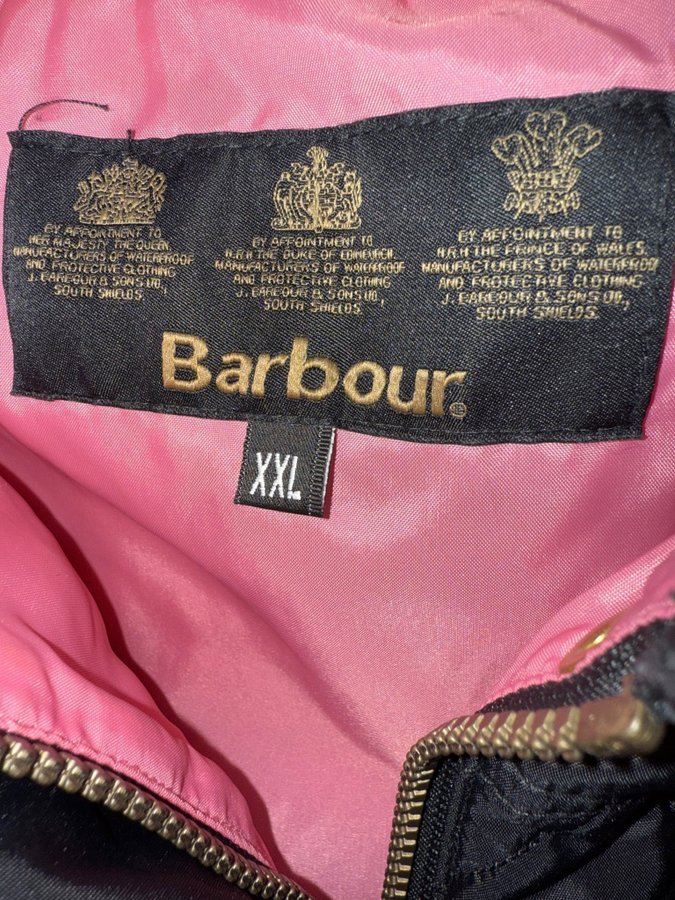 BY APPOINTMENT TO
HER MAJESTY THE QUEEN
MANUFACTURERS OF WATERPROOF
AND PROTECTIVE CLOTHING
J. BARBOUR & SONS LTD,
SOUTH SHIELDS
BY APPOINTMENT TO
H.R.H THE DUKE OF EDINBURGH
MANUFACTURERS OF WATERPROOF
AND PROTECTIVE CLOTHING
J. BARBOUR & SONS LTD,
SOUTH SHIELDS
BY APPOINTMENT TO
H.R.H THE PRINCE OF WALES.
MANUFACTURERS OF WATERPROOF
AND PROTECTIVE CLOTHING
J. BARBOUR & SONS LTD,
SOUTH SHIELDS.
Barbour®
XXL